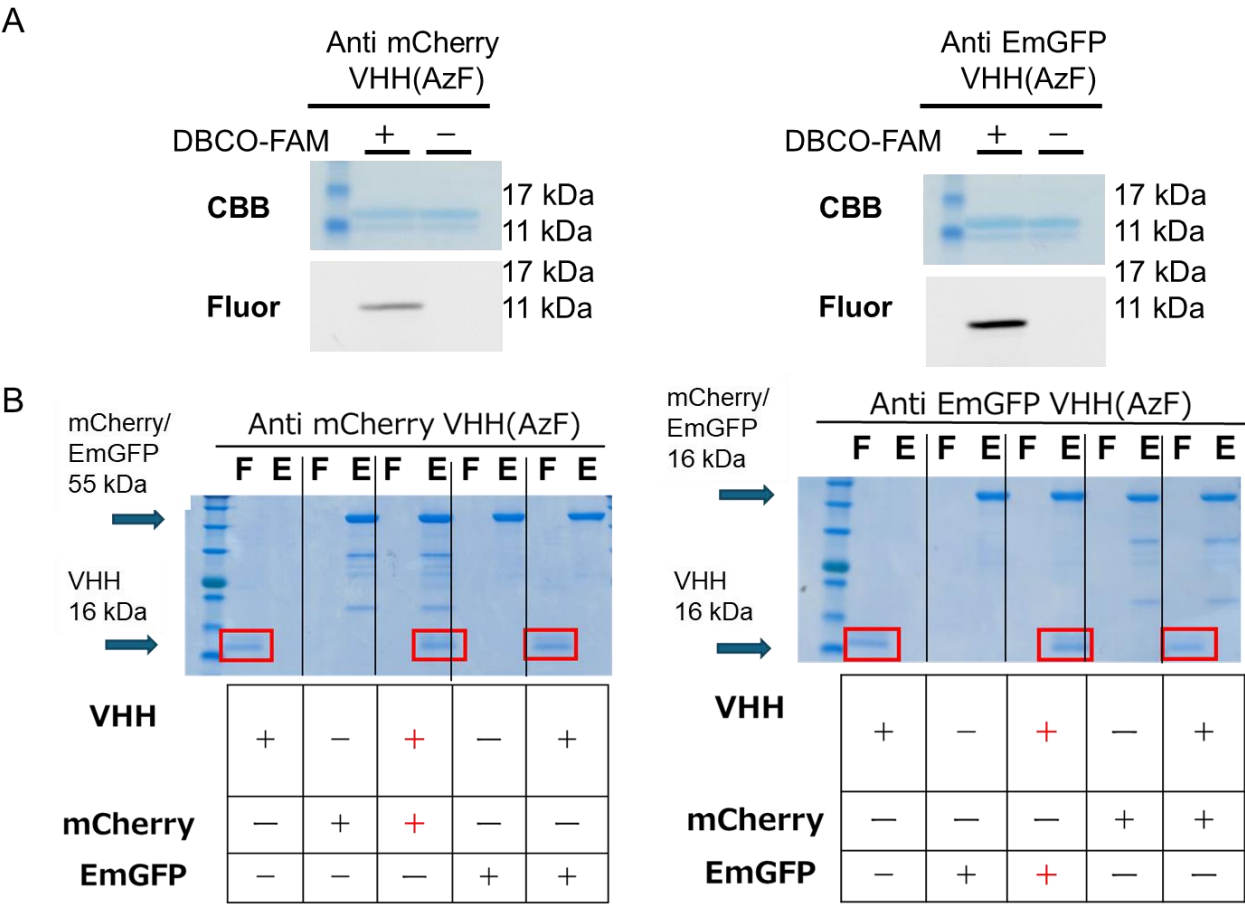 A
Anti mCherry
VHH(AzF)
DBCO-FAM + −
CBB
17 kDa
11 kDa
Fluor
17 kDa
11 kDa
Anti EmGFP
VHH(AzF)
DBCO-FAM + −
CBB
17 kDa
11 kDa
Fluor
17 kDa
11 kDa
B
mCherry/
EmGFP
55 kDa
Anti mCherry VHH(AzF)
F E F E F E F E F E
VHH
16 kDa
VHH + − + − +
mCherry − + + − −
EmGFP − − − + +
mCherry/
EmGFP
16 kDa
Anti EmGFP VHH(AzF)
F E F E F E F E F E
VHH
16 kDa
VHH + − + − +
mCherry − − − + +
EmGFP − + + − −